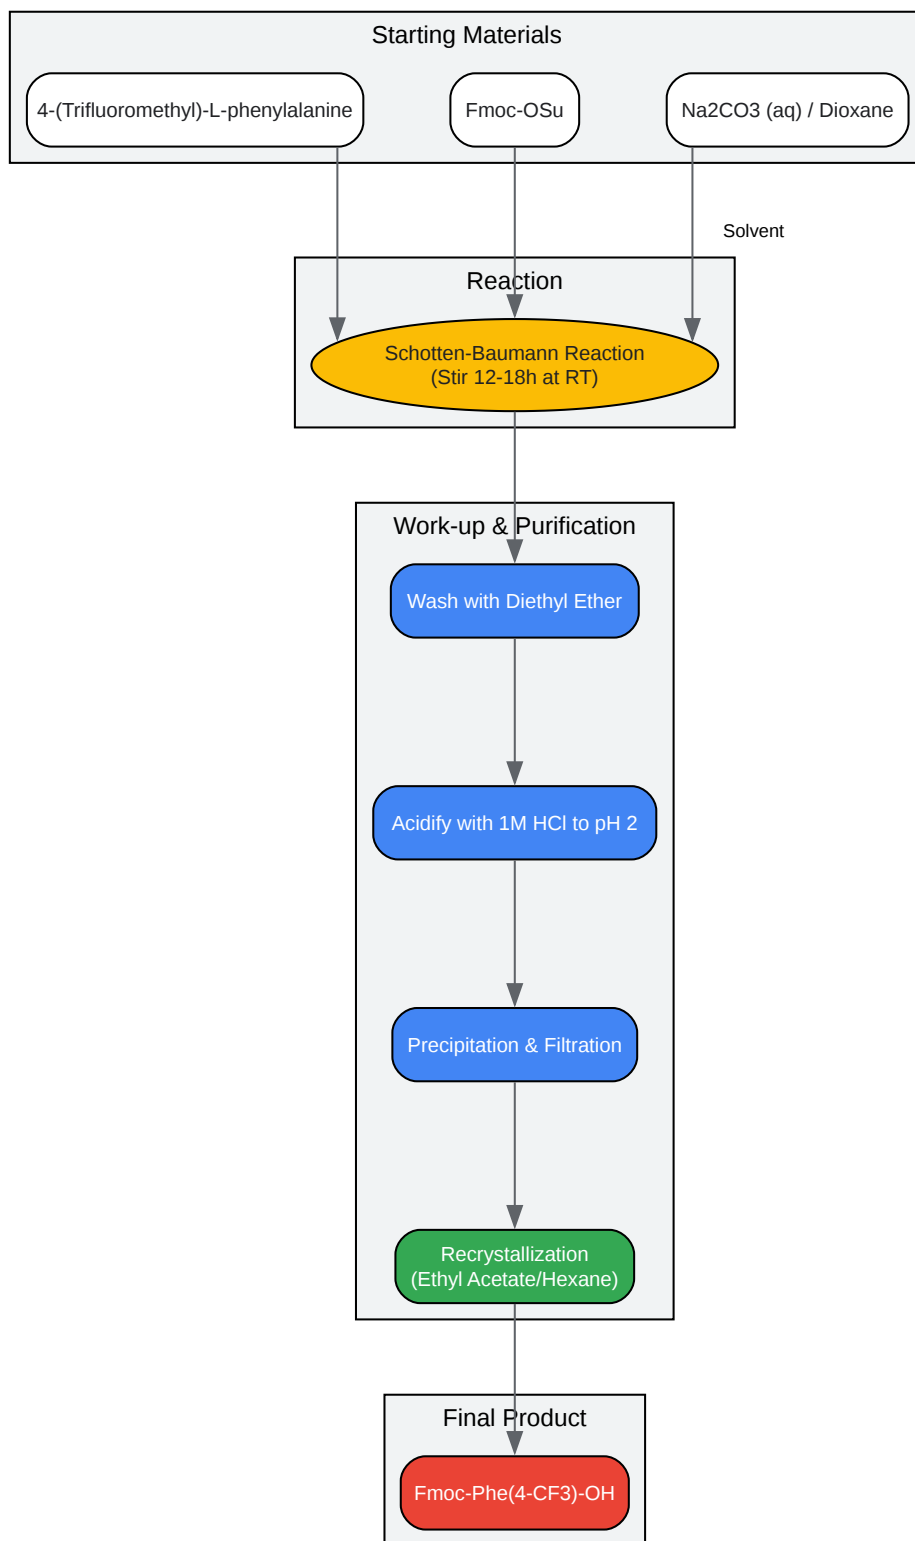 Starting Materials
4-(Trifluoromethyl)-L-phenylalanine
Fmoc-OSu
Na2CO3 (aq) / Dioxane
Solvent
Reaction
Schotten-Baumann Reaction
(Stir 12-18h at RT)
Work-up & Purification
Wash with Diethyl Ether
Acidify with 1M HCl to pH 2
Precipitation & Filtration
Recrystallization
(Ethyl Acetate/Hexane)
Final Product
Fmoc-Phe(4-CF3)-OH